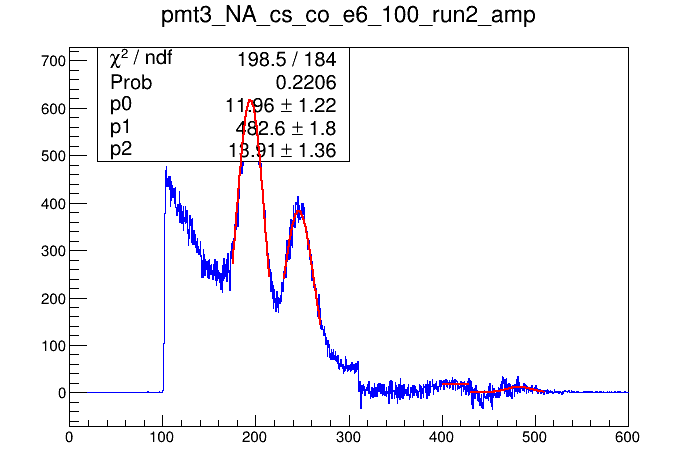 pmt3_NA_cs_co_e6_100_run2_amp
χ² / ndf 198.5 / 184
Prob 0.2206
p0 11.96 ± 1.22
p1 482.6 ± 1.8
p2 13.91 ± 1.36
700
600
500
400
300
200
100
0
0 100 200 300 400 500 600